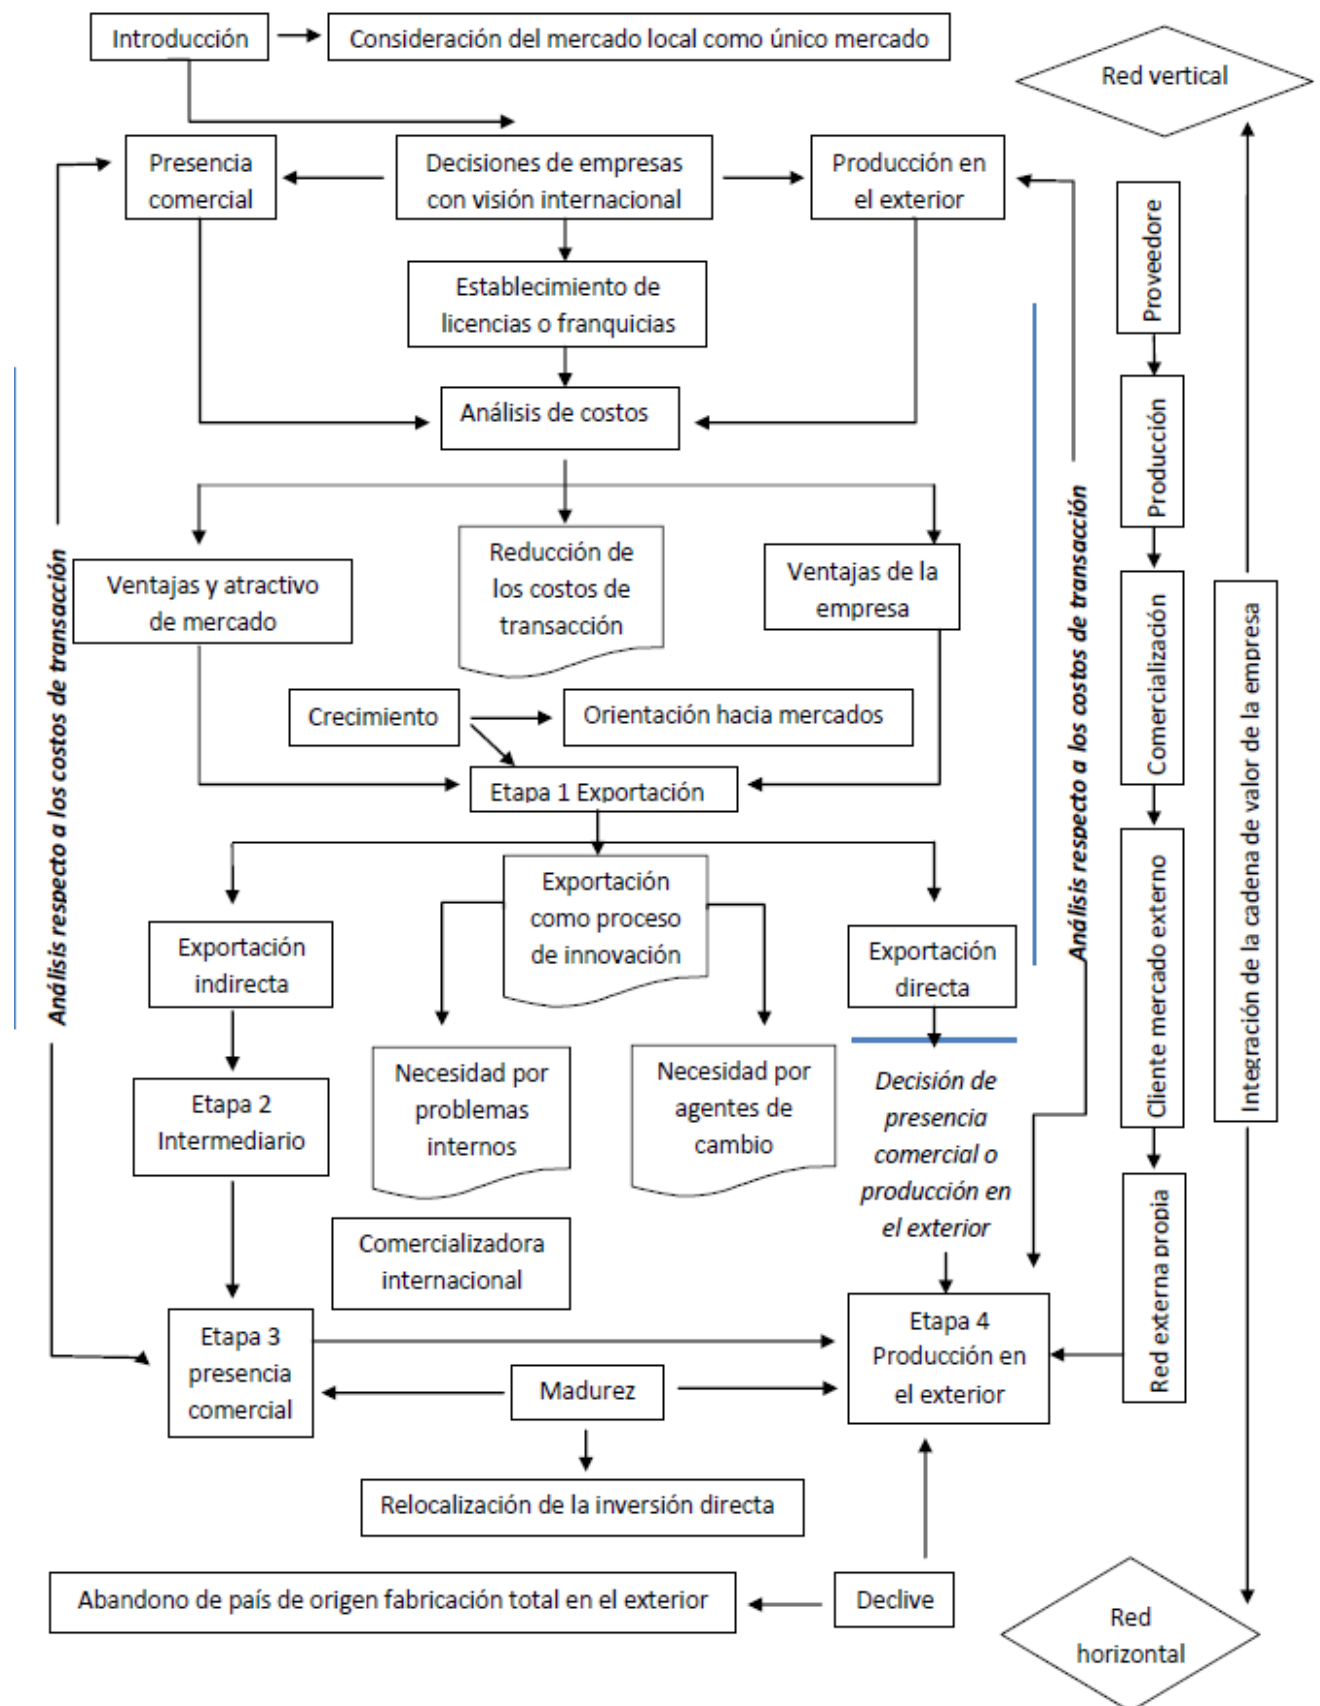 Introducción
Consideración del mercado local como único mercado
Red vertical
Presencia
comercial
Decisiones de empresas
con visión internacional
Producción en
el exterior
Establecimiento de
licencias o franquicias
Análisis de costos
Ventajas y atractivo
de mercado
Reducción de
los costos de
transacción
Ventajas de la
empresa
Crecimiento
Orientación hacia mercados
Etapa 1 Exportación
Exportación
como proceso
de innovación
Exportación
indirecta
Exportación
directa
Etapa 2
Intermediario
Necesidad por
problemas
internos
Necesidad por
agentes de
cambio
Decisión de
presencia
comercial o
producción en
el exterior
Comercializadora
internacional
Etapa 3
presencia
comercial
Etapa 4
Producción en
el exterior
Madurez
Relocalización de la inversión directa
Abandono de país de origen fabricación total en el exterior
Declive
Red
horizontal
Análisis respecto a los costos de transacción
Análisis respecto a los costos de transacción
Proveedore
Producción
Comercialización
Cliente mercado externo
Red externa propia
Integración de la cadena de valor de la empresa